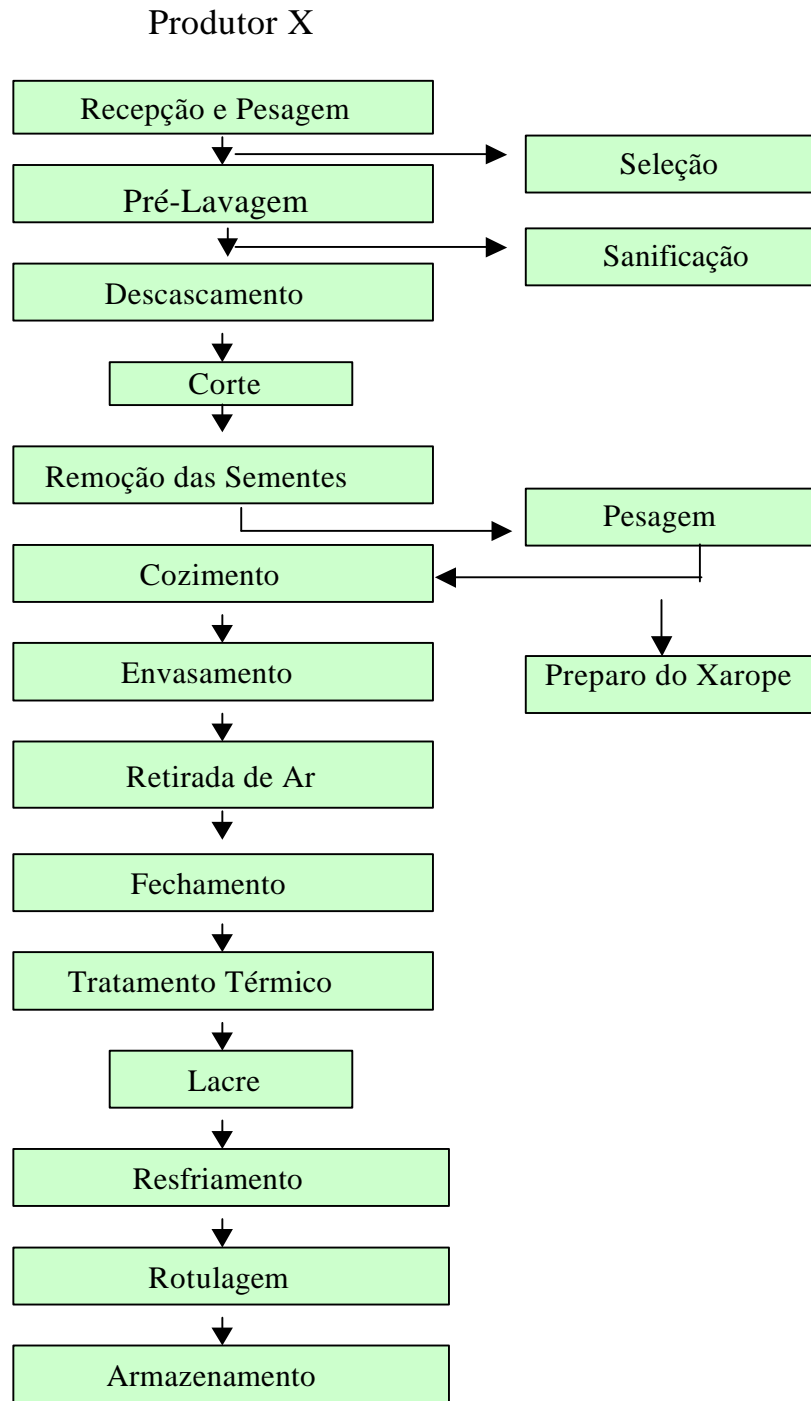 Produtor X
Recepção e Pesagem
Seleção
Pré-Lavagem
Sanificação
Descascamento
Corte
Remoção das Sementes
Pesagem
Cozimento
Envasamento
Preparo do Xarope
Retirada de Ar
Fechamento
Tratamento Térmico
Lacre
Resfriamento
Rotulagem
Armazenamento